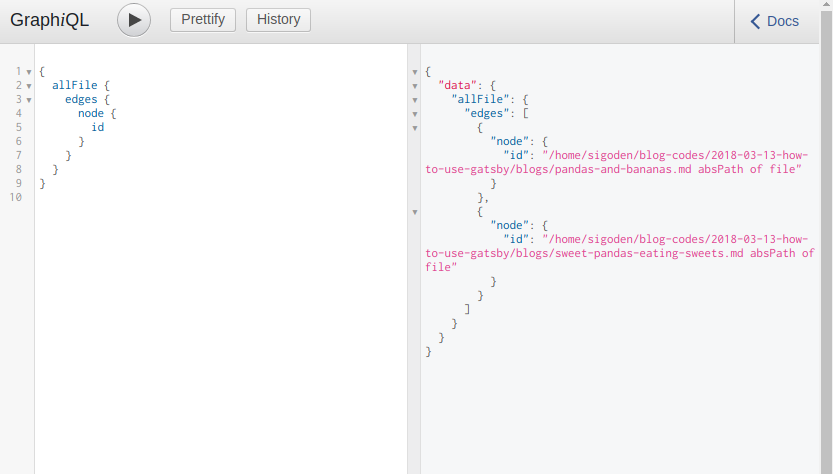 GraphiQL
Prettify
History
Docs
1 {
2 allFile {
3 edges {
4 node {
5 id
6 }
7 }
8 }
9 }
10
{
"data": {
"allFile": {
"edges": [
{
"node": {
"id": "/home/sigoden/blog-codes/2018-03-13-how-
to-use-gatsby/blogs/pandas-and-bananas.md absPath of file"
}
},
{
"node": {
"id": "/home/sigoden/blog-codes/2018-03-13-how-
to-use-gatsby/blogs/sweet-pandas-eating-sweets.md absPath of
file"
}
}
]
}
}
}